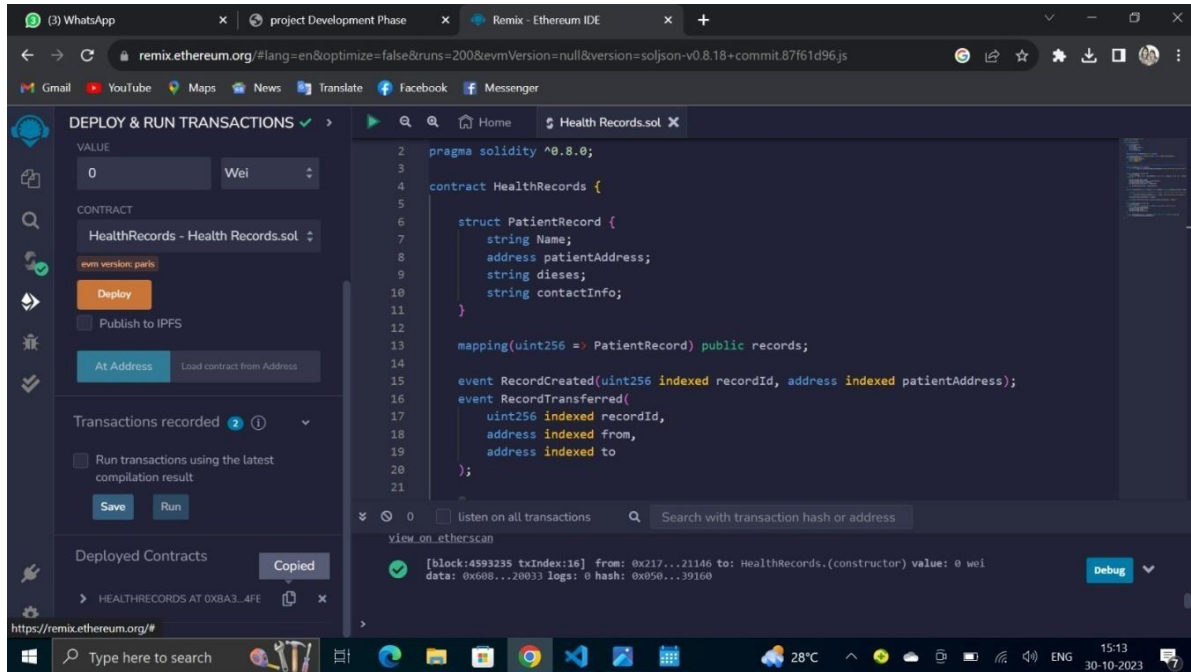 (3) WhatsApp
project Development Phase
Remix - Ethereum IDE
remix.ethereum.org/#lang=en&optimize=false&runs=200&evmVersion=null&version=soljson-v0.8.18+commit.87f61d96.js
Gmail YouTube Maps News Translate Facebook Messenger
DEPLOY & RUN TRANSACTIONS
VALUE
0 Wei
CONTRACT
HealthRecords - Health Records.sol
evm version: paris
Deploy
Publish to IPFS
At Address Load contract from Address
Transactions recorded 2
Run transactions using the latest
compilation result
Save Run
Deployed Contracts
Copied
HEALTHRECORDS AT 0X8A3...4FE
https://remix.ethereum.org/#
Home Health Records.sol
2 pragma solidity ^0.8.0;
3
4 contract HealthRecords {
5
6 struct PatientRecord {
7 string Name;
8 address patientAddress;
9 string dieses;
10 string contactInfo;
11 }
12
13 mapping(uint256 => PatientRecord) public records;
14
15 event RecordCreated(uint256 indexed recordId, address indexed patientAddress);
16 event RecordTransferred(
17 uint256 indexed recordId,
18 address indexed from,
19 address indexed to
20 );
21
0 listen on all transactions Search with transaction hash or address
view on etherscan
[block:4593235 txIndex:16] from: 0x217...21146 to: HealthRecords.(constructor) value: 0 wei
data: 0x608...20033 logs: 0 hash: 0x050...39160
Debug
>
Type here to search
28°C
ENG
15:13
30-10-2023
7